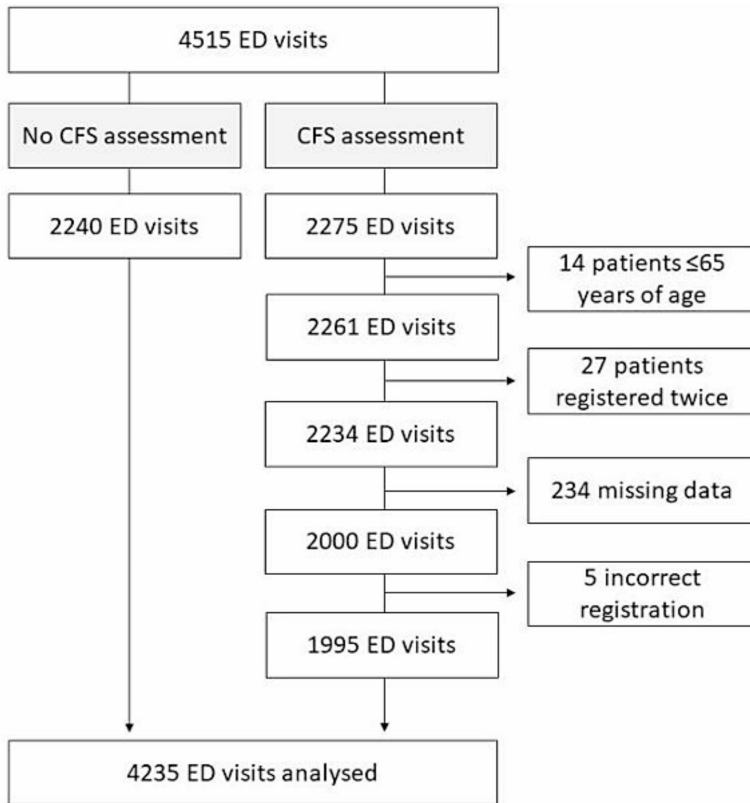 4515 ED visits
No CFS assessment
CFS assessment
2240 ED visits
2275 ED visits
14 patients ≤65
years of age
2261 ED visits
27 patients
registered twice
2234 ED visits
234 missing data
2000 ED visits
5 incorrect
registration
1995 ED visits
4235 ED visits analysed